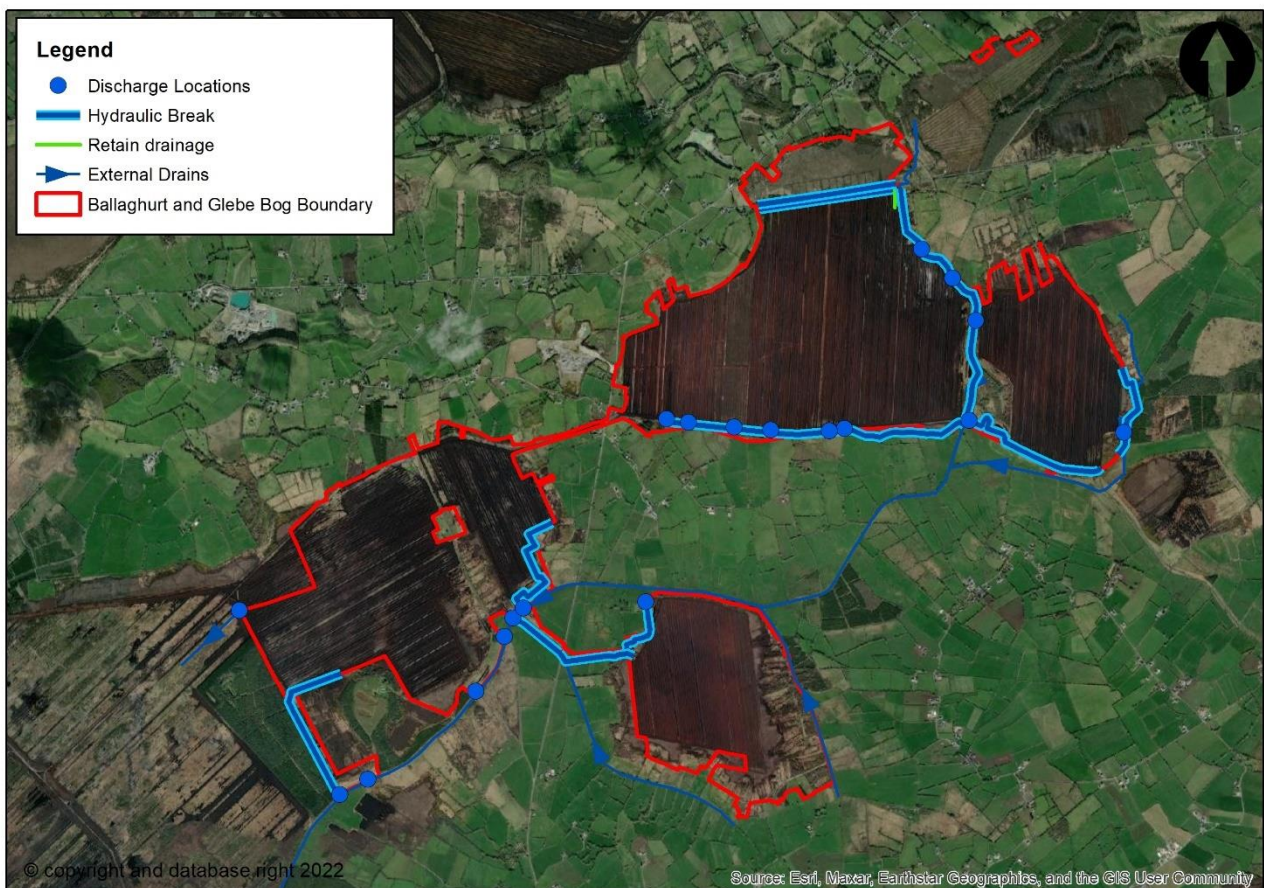 Legend
Discharge Locations
Hydraulic Break
Retain drainage
External Drains
Ballaghurt and Glebe Bog Boundary
© copyright and database right 2022
Source: Esri, Maxar, Earthstar Geographics, and the GIS User Community